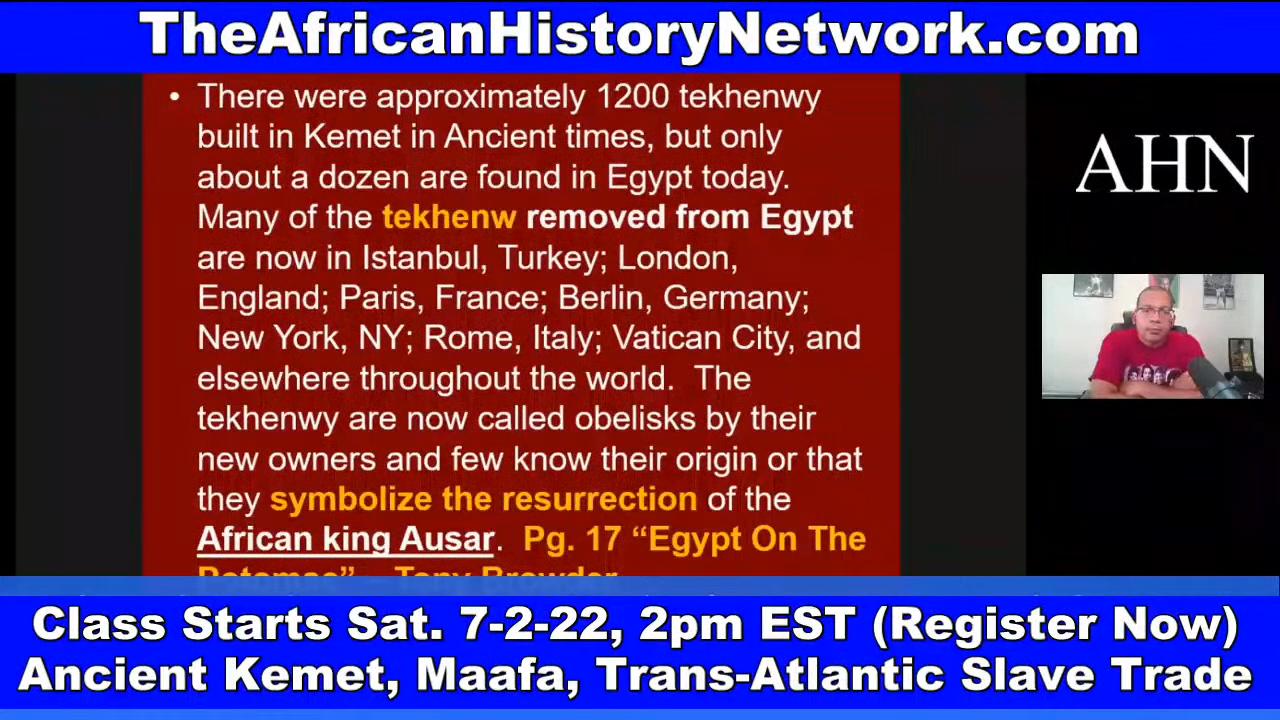 TheAfricanHistoryNetwork.com
• There were approximately 1200 tekhenwy
built in Kemet in Ancient times, but only
about a dozen are found in Egypt today.
Many of the tekhenw removed from Egypt
are now in Istanbul, Turkey; London,
England; Paris, France; Berlin, Germany;
New York, NY; Rome, Italy; Vatican City, and
elsewhere throughout the world. The
tekhenwy are now called obelisks by their
new owners and few know their origin or that
they symbolize the resurrection of the
African king Ausar. Pg. 17 “Egypt On The
Potomac” – Tony Browder
AHN
Class Starts Sat. 7-2-22, 2pm EST (Register Now)
Ancient Kemet, Maafa, Trans-Atlantic Slave Trade